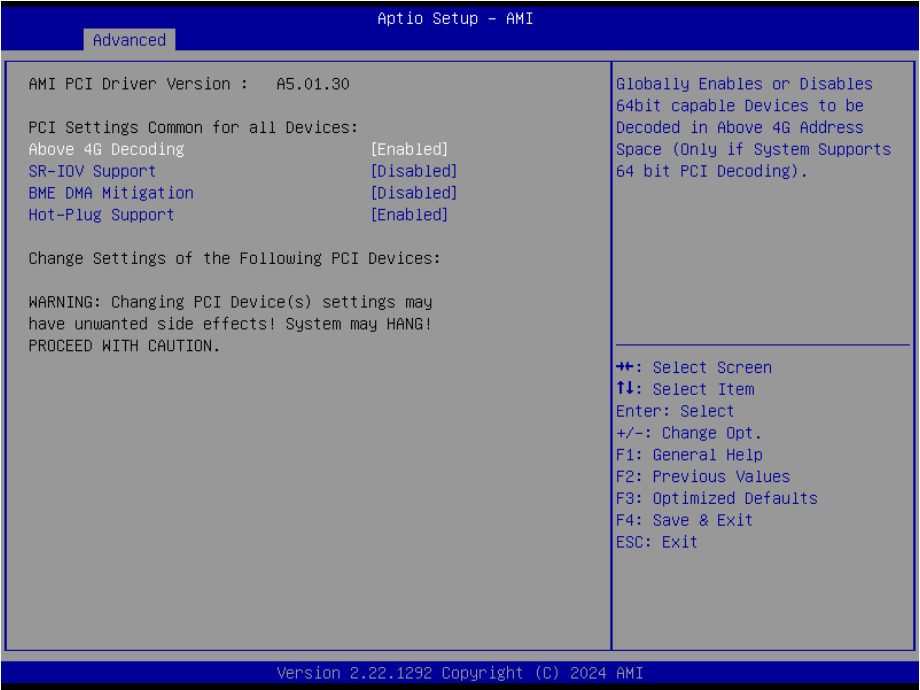 Aptio Setup – AMI
Advanced
AMI PCI Driver Version :   A5.01.30
PCI Settings Common for all Devices:
Above 4G Decoding   [Enabled]
SR-IOV Support   [Disabled]
BME DMA Mitigation   [Disabled]
Hot-Plug Support   [Enabled]
Change Settings of the Following PCI Devices:
WARNING: Changing PCI Device(s) settings may
have unwanted side effects! System may HANG!
PROCEED WITH CAUTION.
Globally Enables or Disables
64bit capable Devices to be
Decoded in Above 4G Address
Space (Only if System Supports
64 bit PCI Decoding).
→←: Select Screen
↑↓: Select Item
Enter: Select
+/-: Change Opt.
F1: General Help
F2: Previous Values
F3: Optimized Defaults
F4: Save & Exit
ESC: Exit
Version 2.22.1292 Copyright (C) 2024 AMI